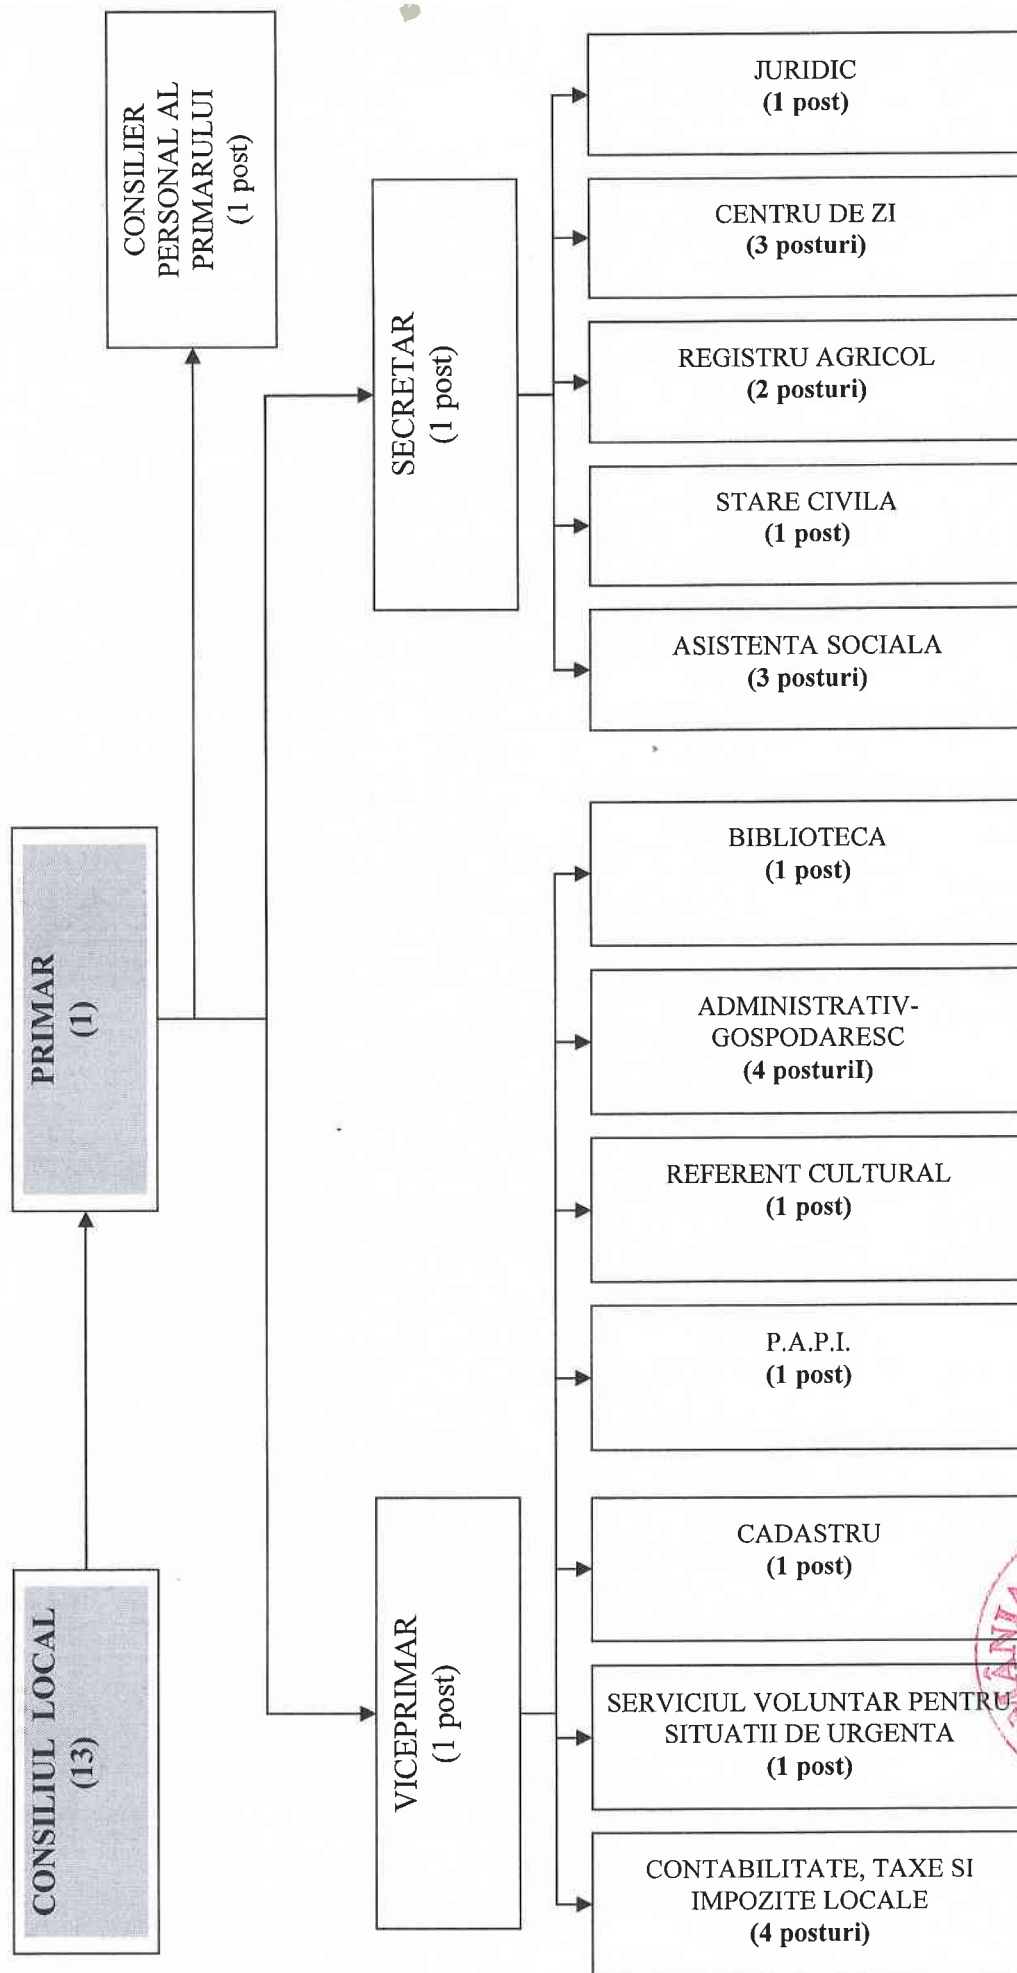 CONSILIUL LOCAL
(13)
PRIMAR
(1)
CONSILIER
PERSONAL AL
PRIMARULUI
(1 post)
VICEPRIMAR
(1 post)
SECRETAR
(1 post)
JURIDIC
(1 post)
CENTRU DE ZI
(3 posturi)
REGISTRU AGRICOL
(2 posturi)
STARE CIVILA
(1 post)
ASISTENTA SOCIALA
(3 posturi)
BIBLIOTECA
(1 post)
ADMINISTRATIV-
GOSPODARESC
(4 posturiI)
REFERENT CULTURAL
(1 post)
P.A.P.I.
(1 post)
CADASTRU
(1 post)
SERVICIUL VOLUNTAR PENTRU
SITUATII DE URGENTA
(1 post)
CONTABILITATE, TAXE SI
IMPOZITE LOCALE
(4 posturi)